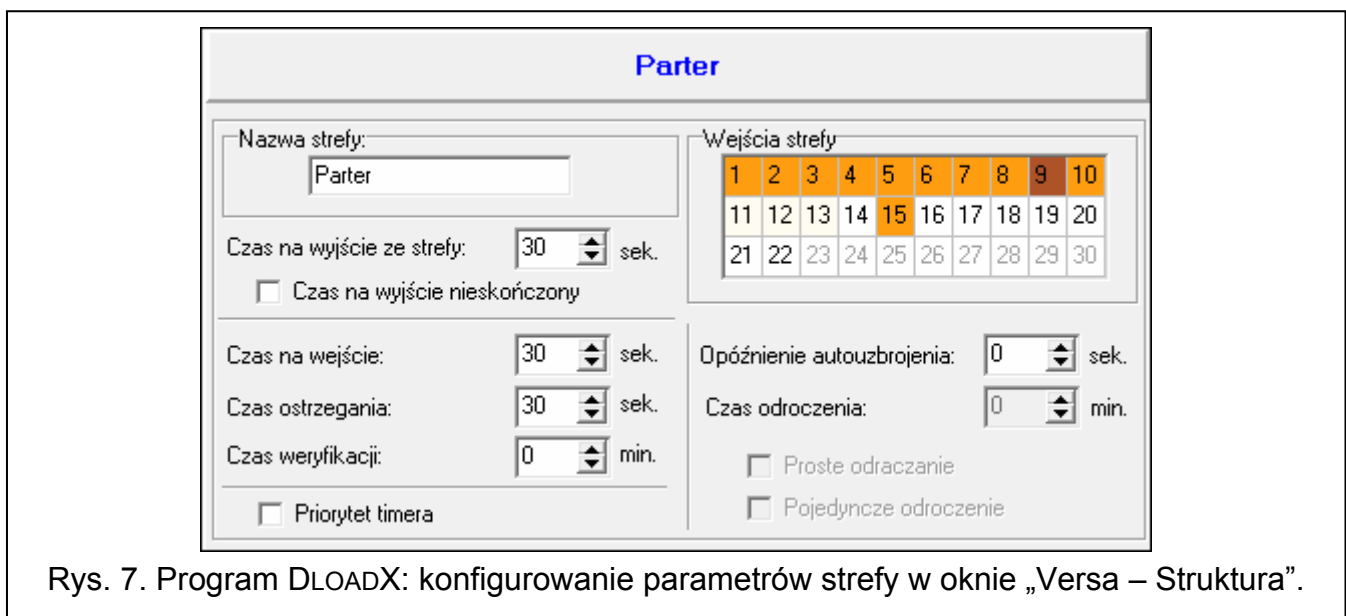 Parter
Nazwa strefy:
Parter
Czas na wyjście ze strefy: 30 sek.
Czas na wyjście nieskończony
Czas na wejście: 30 sek.
Czas ostrzegania: 30 sek.
Czas weryfikacji: 0 min.
Priorytet timera
Wejścia strefy
1 2 3 4 5 6 7 8 9 10
11 12 13 14 15 16 17 18 19 20
21 22 23 24 25 26 27 28 29 30
Opóźnienie autouzbrojenia: 0 sek.
Czas odroczenia: 0 min.
Proste odraczanie
Pojedyncze odroczenie
Rys. 7. Program DLOADX: konfigurowanie parametrów strefy w oknie „Versa – Struktura”.